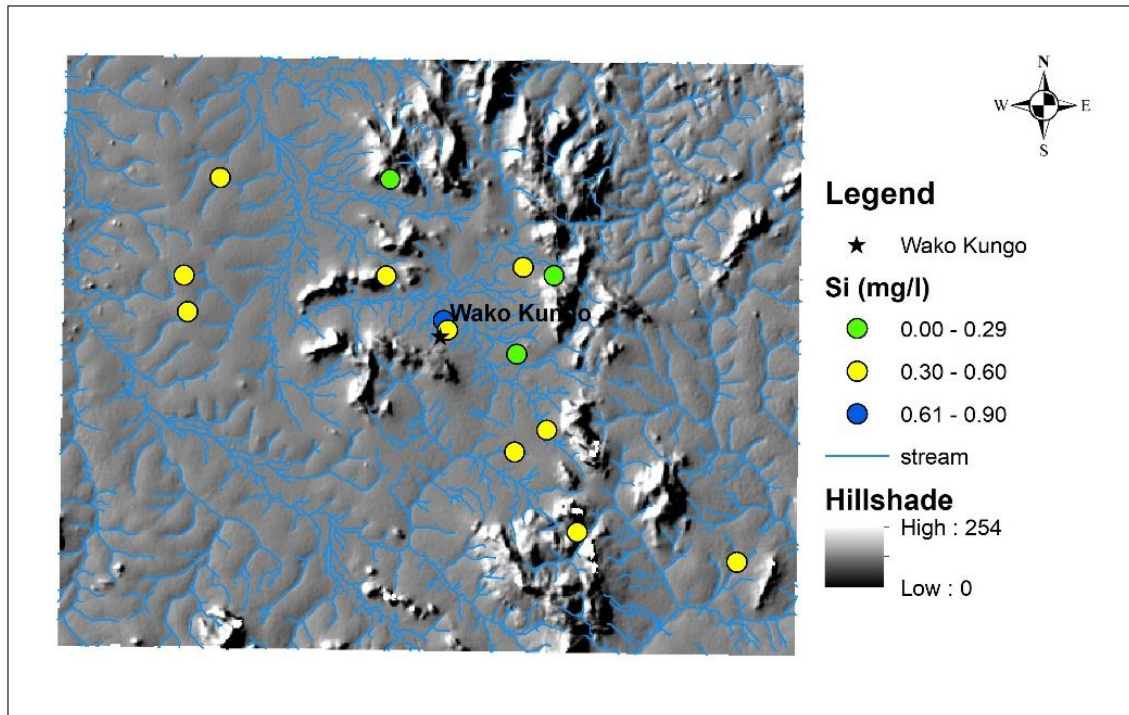 N
W E
S
Legend
Wako Kungo
Si (mg/l)
0.00 - 0.29
0.30 - 0.60
0.61 - 0.90
stream
Hillshade
High : 254
Low : 0
Wako Kungo